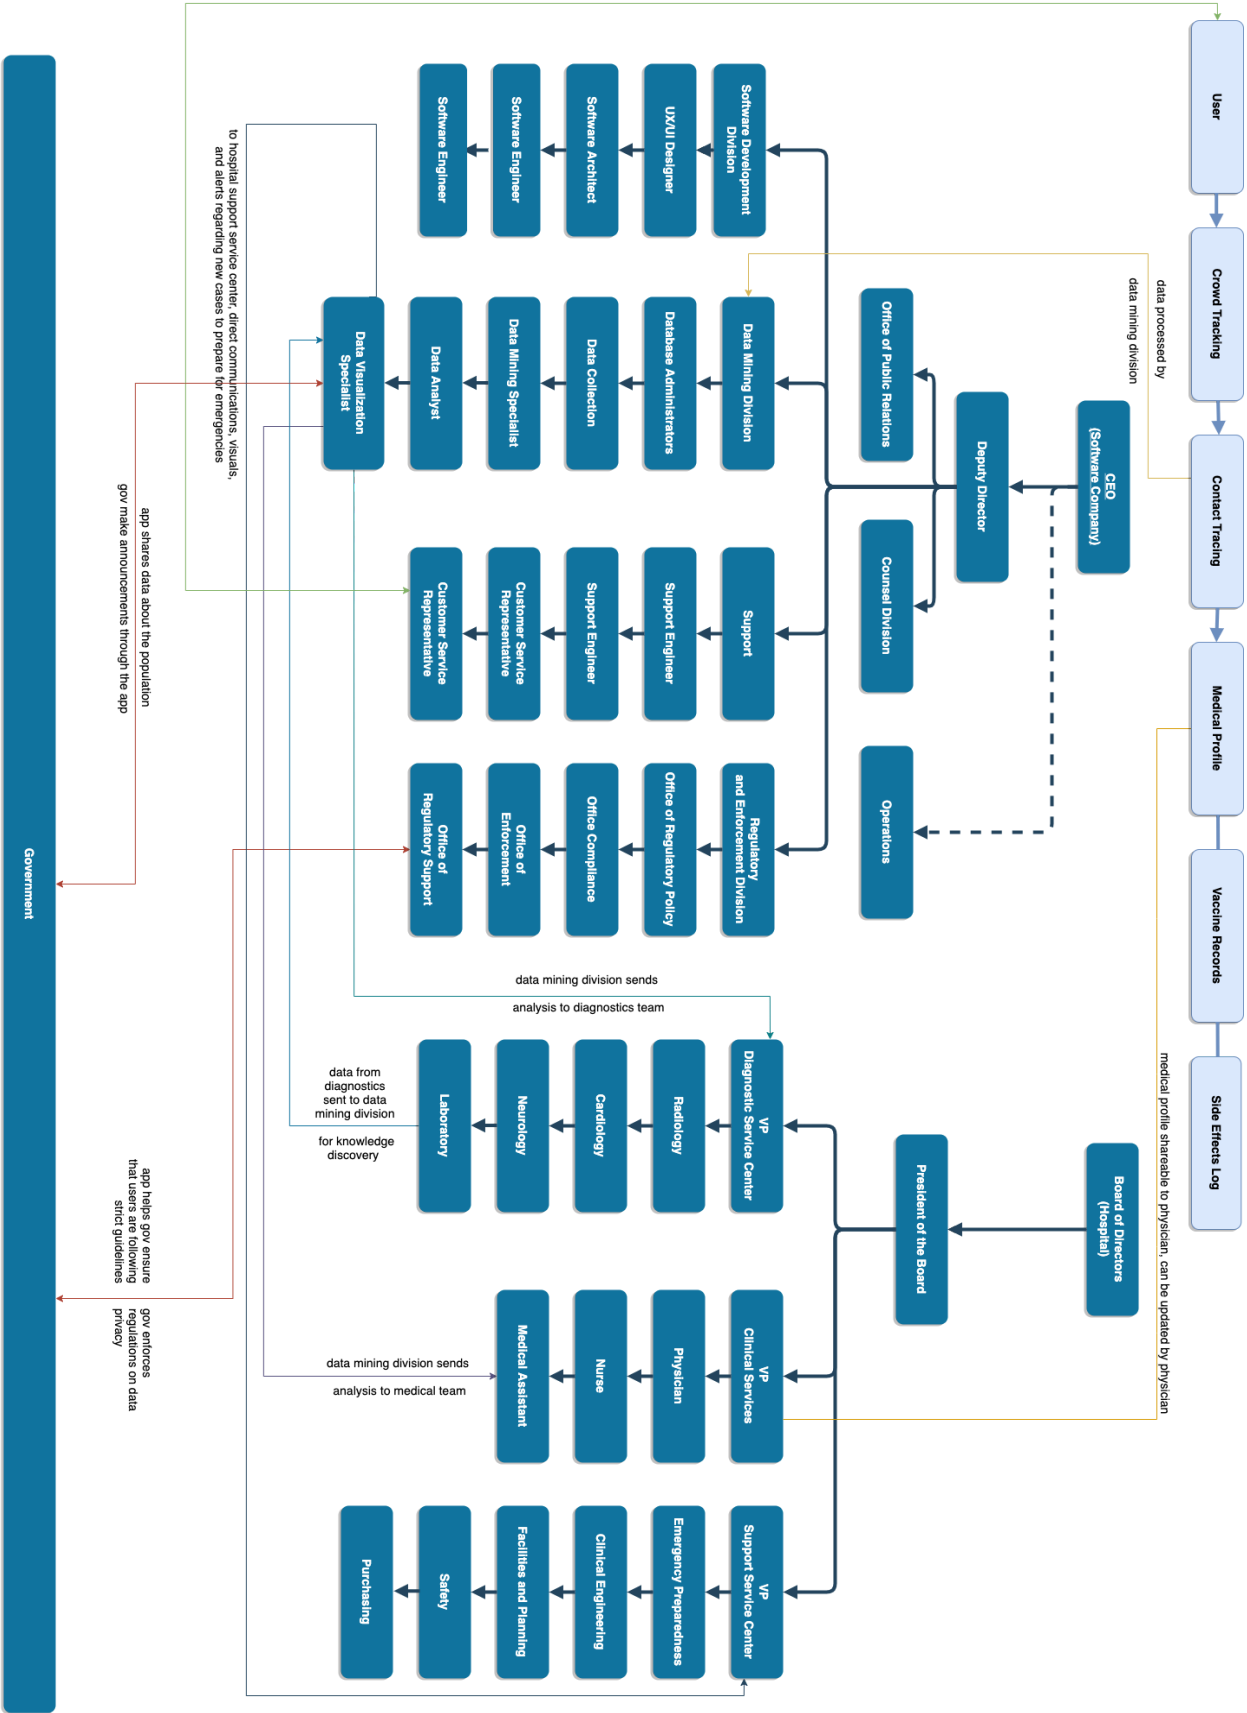 User
Crowd Tracking
Contact Tracing
Medical Profile
Vaccine Records
Side Effects Log
data processed by
data mining division
medical profile shareable to physician, can be updated by physician
CEO
(Software Company)
Board of Directors
(Hospital)
Deputy Director
President of the Board
Office of Public Relations
Counsel Division
Operations
Software Development
Division
UX/UI Designer
Software Architect
Software Engineer
Software Engineer
Data Mining Division
Database Administrators
Data Collection
Data Mining Specialist
Data Analyst
Data Visualization
Specialist
Support
Support Engineer
Support Engineer
Customer Service
Representative
Customer Service
Representative
Regulatory
and Enforcement Division
Office of Regulatory Policy
Office Compliance
Office of
Enforcement
Office of
Regulatory Support
data mining division sends
analysis to diagnostics team
VP
Diagnostic Service Center
Radiology
Cardiology
Neurology
Laboratory
data from
diagnostics
sent to data
mining division
for knowledge
discovery
VP
Clinical Services
Physician
Nurse
Medical Assistant
data mining division sends
analysis to medical team
VP
Support Service Center
Emergency Preparedness
Clinical Engineering
Facilities and Planning
Safety
Purchasing
to hospital support service center, direct communications, visuals,
and alerts regarding new cases to prepare for emergencies
app shares data about the population
gov make announcements through the app
app helps gov ensure
that users are following
strict guidelines
gov enforces
regulations on data
privacy
Government